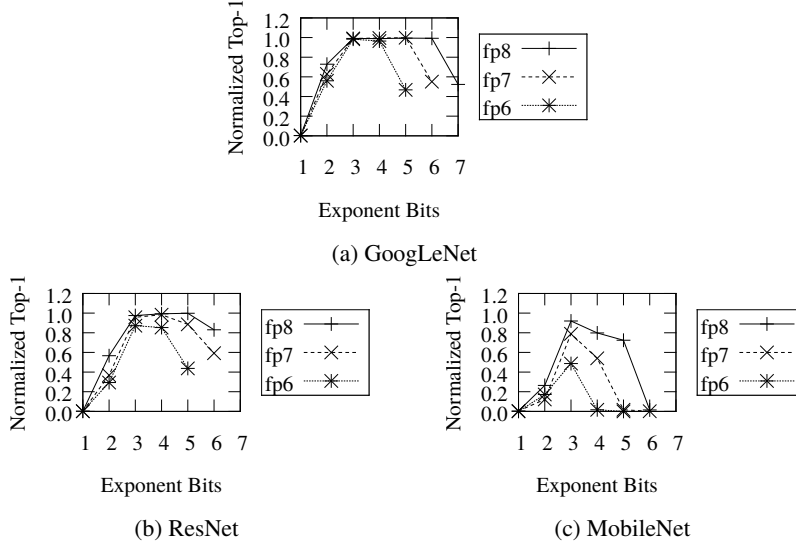 Normalized Top-1
1.2
1.0
0.8
0.6
0.4
0.2
0.0
1 2 3 4 5 6 7
Exponent Bits
fp8
fp7
fp6
(a) GoogLeNet
Normalized Top-1
1.2
1.0
0.8
0.6
0.4
0.2
0.0
1 2 3 4 5 6 7
Exponent Bits
fp8
fp7
fp6
(b) ResNet
Normalized Top-1
1.2
1.0
0.8
0.6
0.4
0.2
0.0
1 2 3 4 5 6 7
Exponent Bits
fp8
fp7
fp6
(c) MobileNet